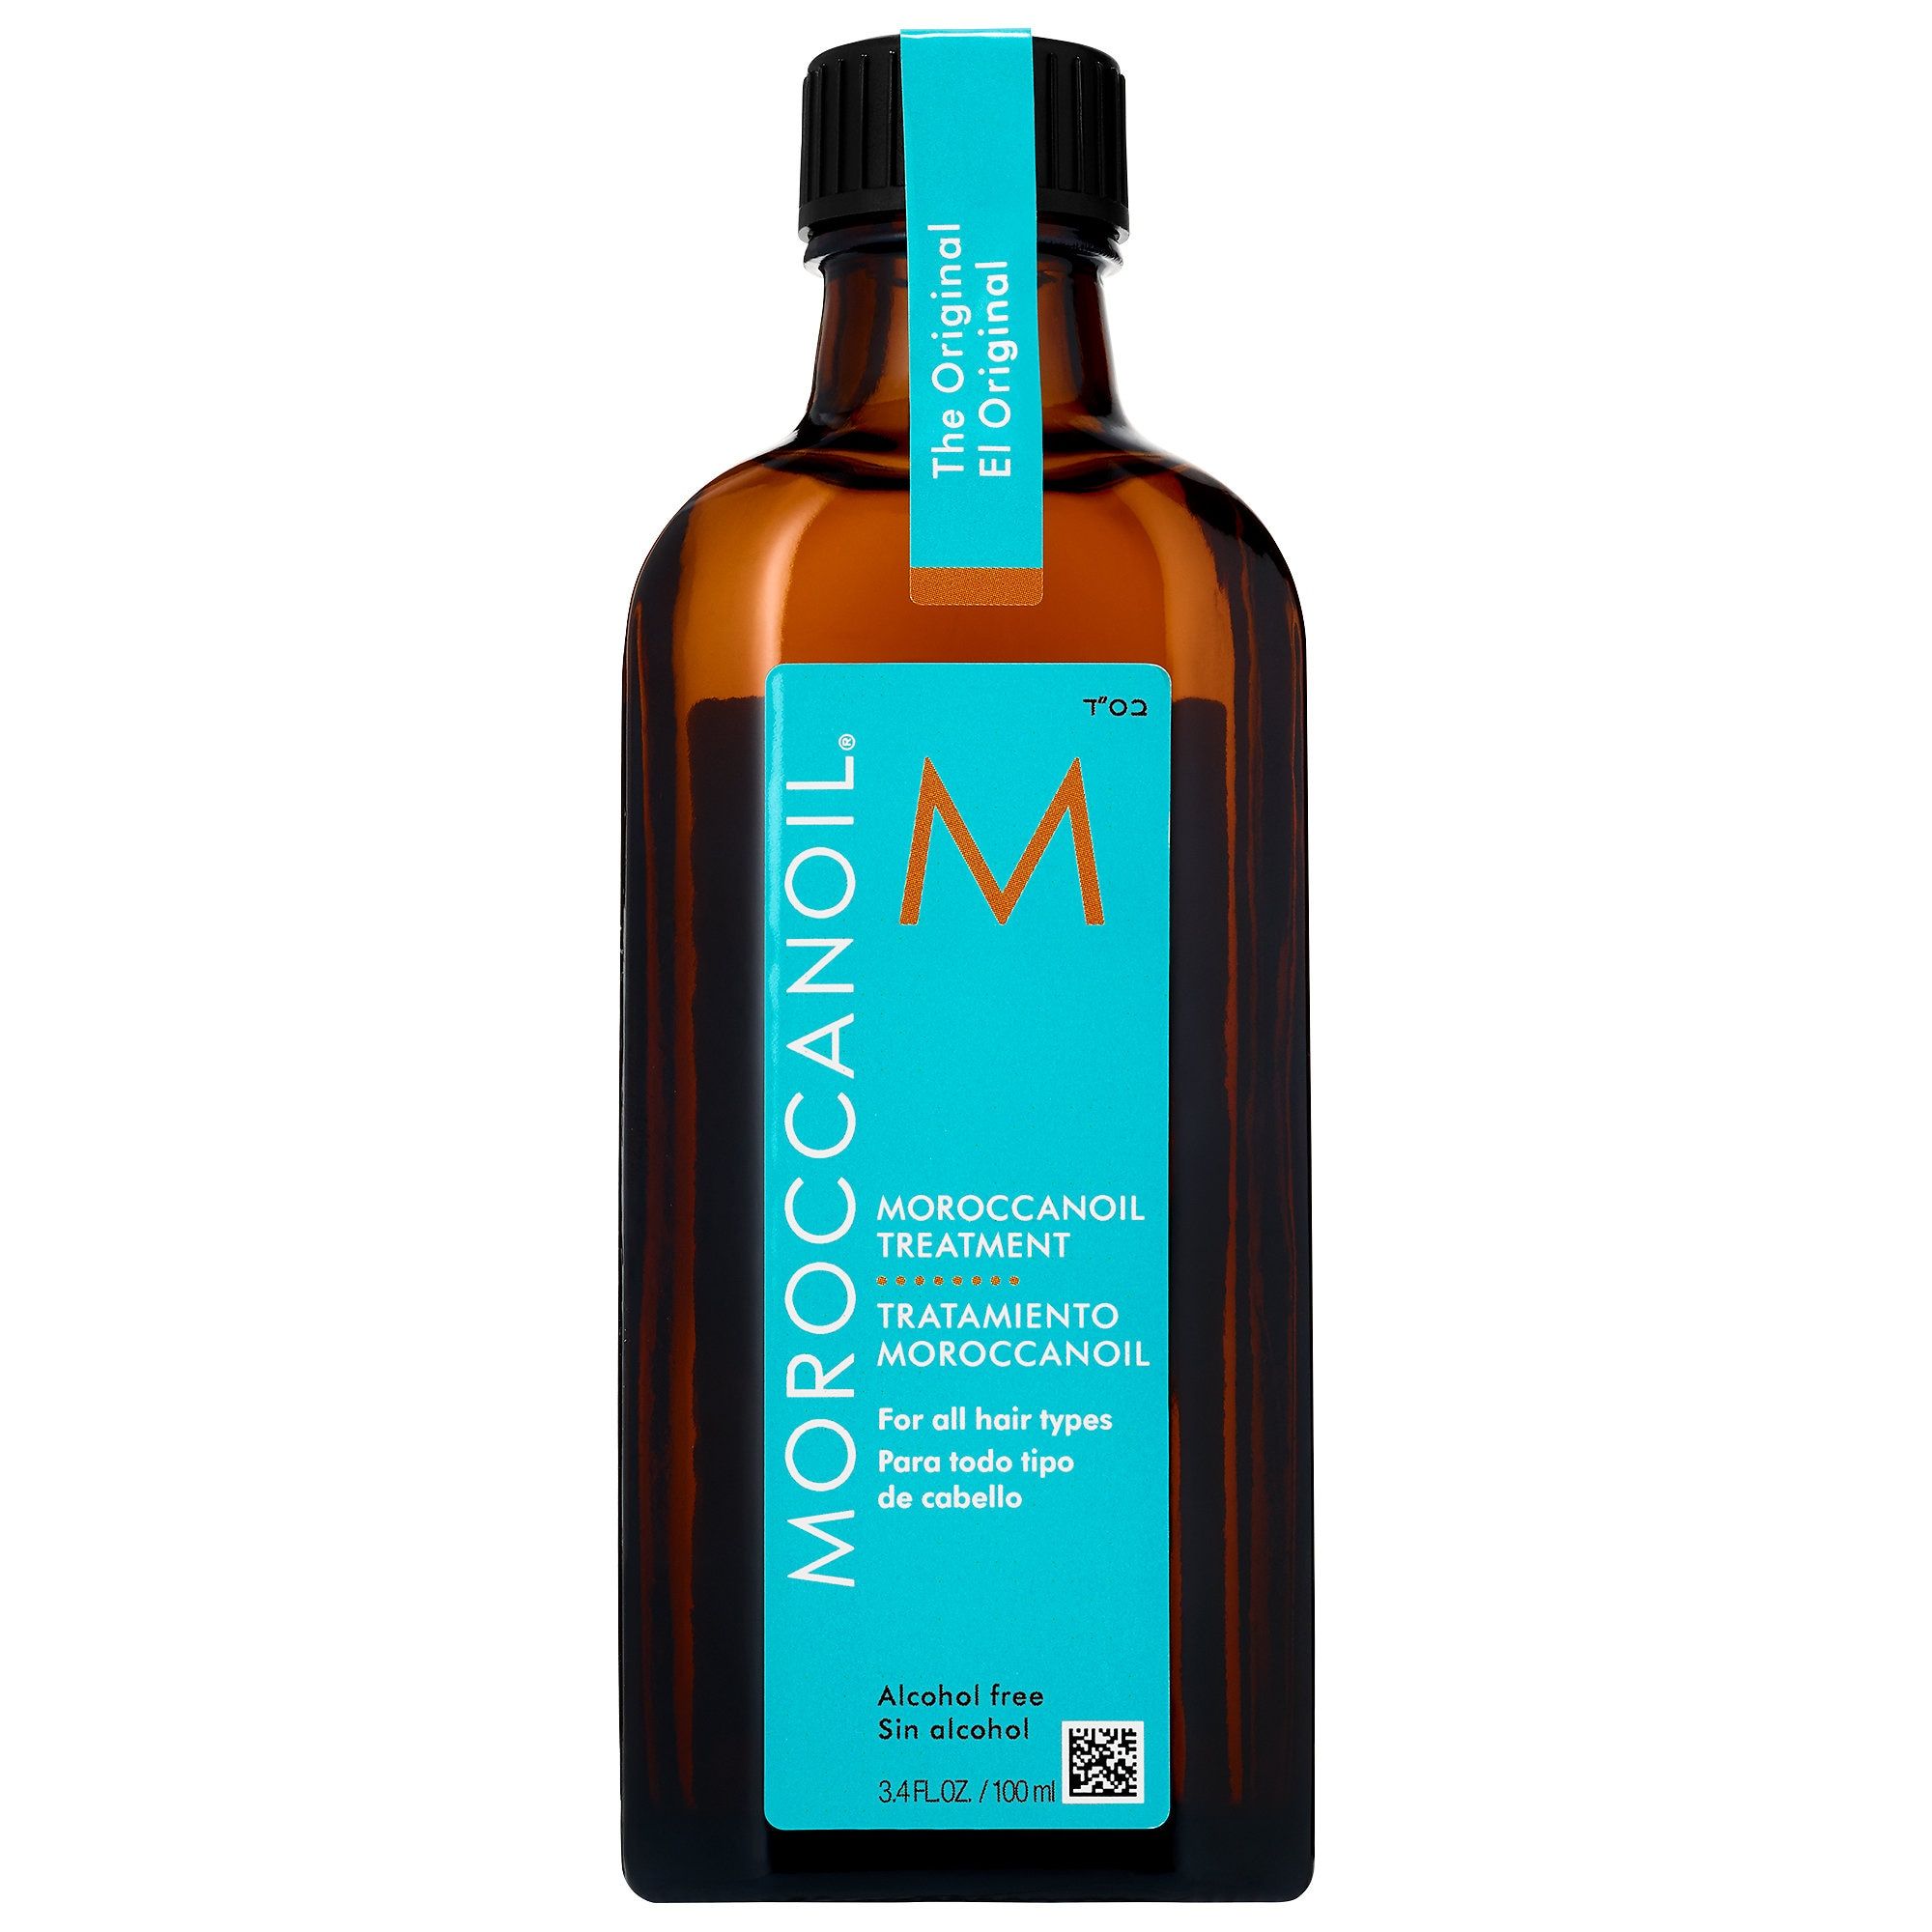 The Original
El Original
בס"ד
M
MOROCCANOIL®
MOROCCANOIL
TREATMENT
TRATAMIENTO
MOROCCANOIL
For all hair types
Para todo tipo
de cabello
Alcohol free
Sin alcohol
3.4 FL.OZ. / 100 ml